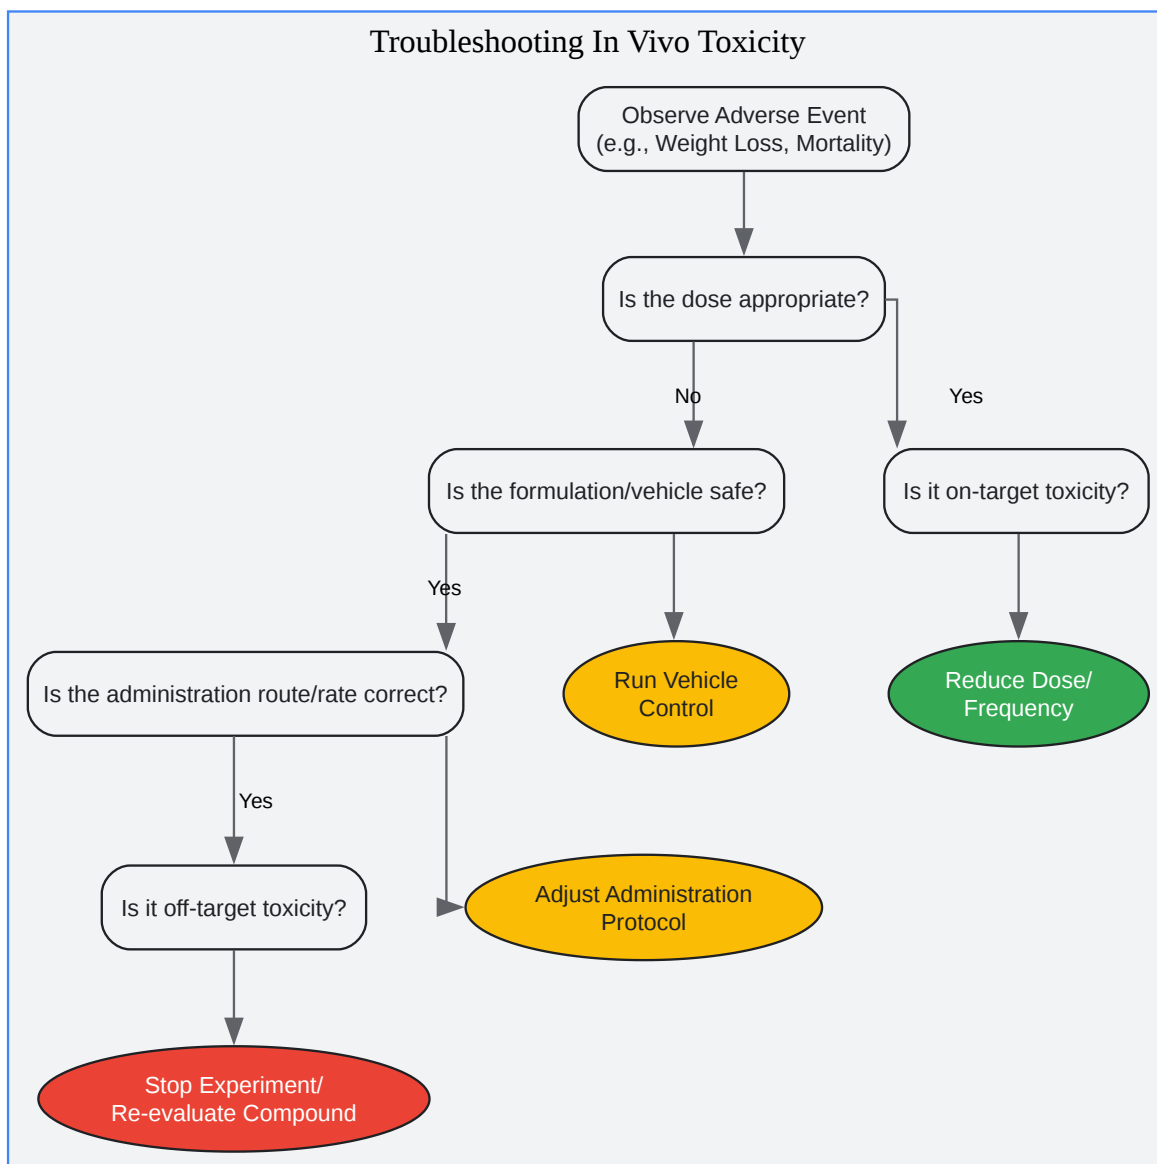 Troubleshooting In Vivo Toxicity
Observe Adverse Event
(e.g., Weight Loss, Mortality)
Is the dose appropriate?
No
Yes
Is the formulation/vehicle safe?
Is it on-target toxicity?
Yes
Run Vehicle
Control
Reduce Dose/
Frequency
Is the administration route/rate correct?
Yes
Is it off-target toxicity?
Adjust Administration
Protocol
Stop Experiment/
Re-evaluate Compound